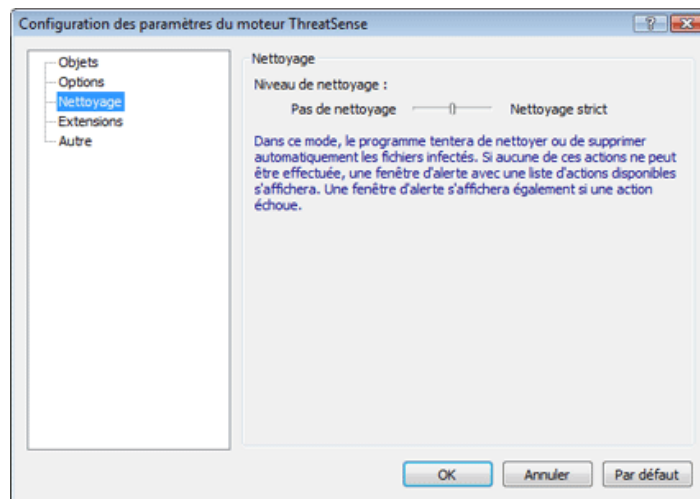 Configuration des paramètres du moteur ThreatSense
Objets
Options
Nettoyage
Extensions
Autre
Nettoyage
Niveau de nettoyage :
Pas de nettoyage
Nettoyage strict
Dans ce mode, le programme tentera de nettoyer ou de supprimer
automatiquement les fichiers infectés. Si aucune de ces actions ne peut
être effectuée, une fenêtre d'alerte avec une liste d'actions disponibles
s'affichera. Une fenêtre d'alerte s'affichera également si une action
échoue.
OK
Annuler
Par défaut